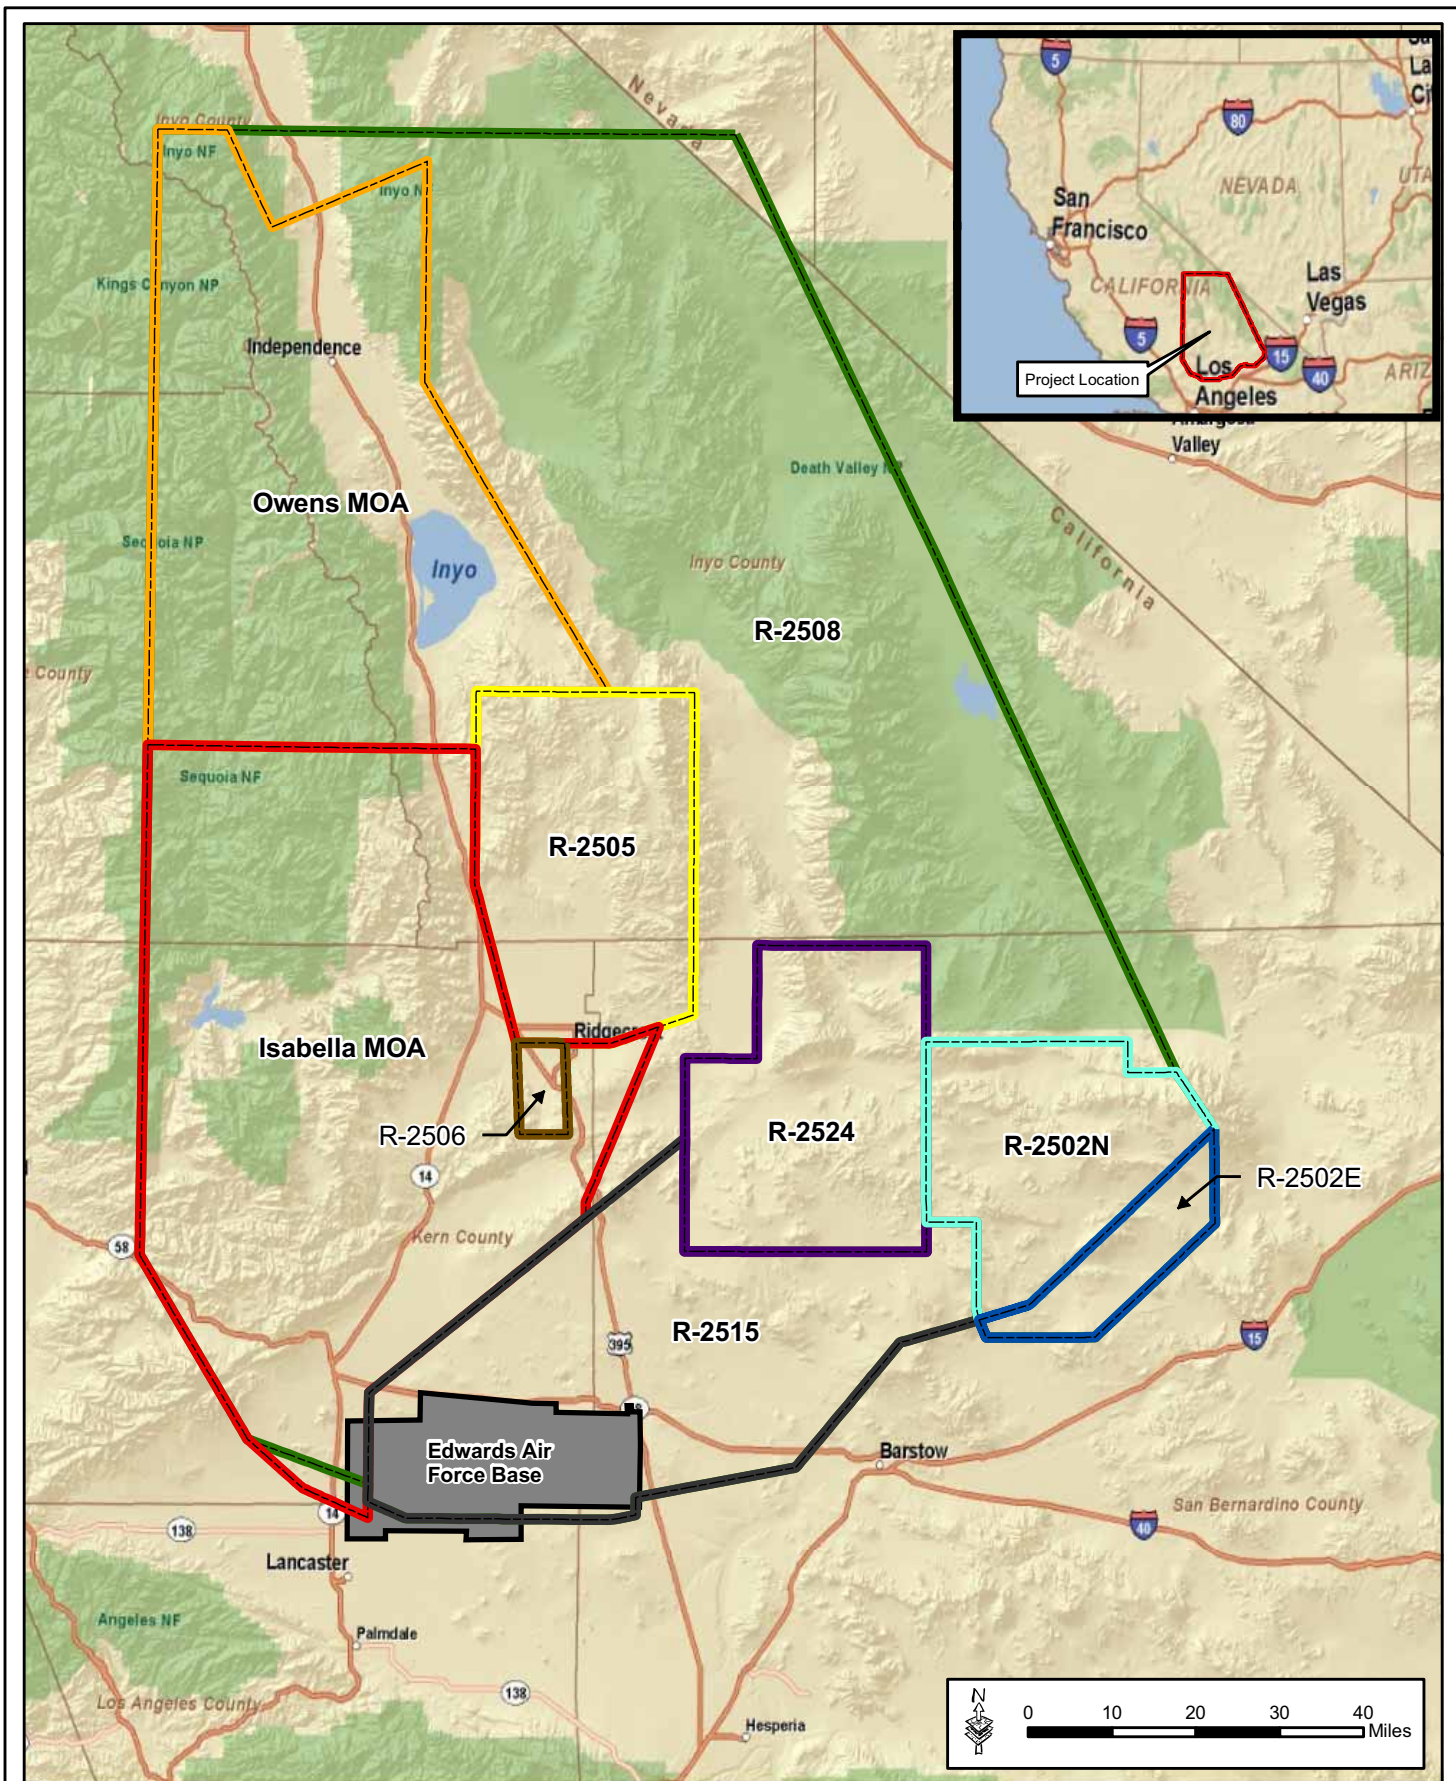 Nevada
Inyo County
Inyo NF
Inyo N
Kings C nyon NP
Independence
Owens MOA
Sequoia NP
Inyo
Death Valley NP
Inyo County
R-2508
California
County
Sequoia NF
R-2505
Isabella MOA
Ridgecr
R-2506
R-2524
R-2502N
R-2502E
14
58
Kern County
R-2515
395
15
Edwards Air
Force Base
Barstow
14
138
San Bernardino County
40
Lancaster
Angeles NF
Palmdale
Los Angeles County
138
Hesperia
5
80
NEVADA
UTA
San
Francisco
CALIFORNIA
Las
Vegas
5
15
40
Los
Angeles
ARIZ
Project Location
Valley
N
0 10 20 30 40
Miles